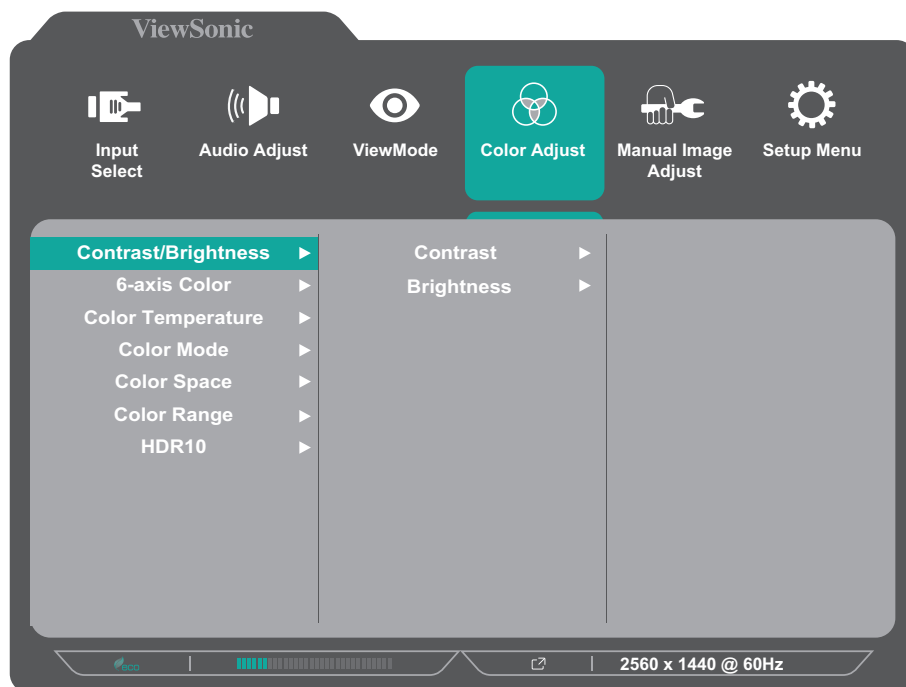 ViewSonic
Input Select
Audio Adjust
ViewMode
Color Adjust
Manual Image Adjust
Setup Menu
Contrast/Brightness
6-axis Color
Color Temperature
Color Mode
Color Space
Color Range
HDR10
Contrast
Brightness
eco
2560 x 1440 @ 60Hz